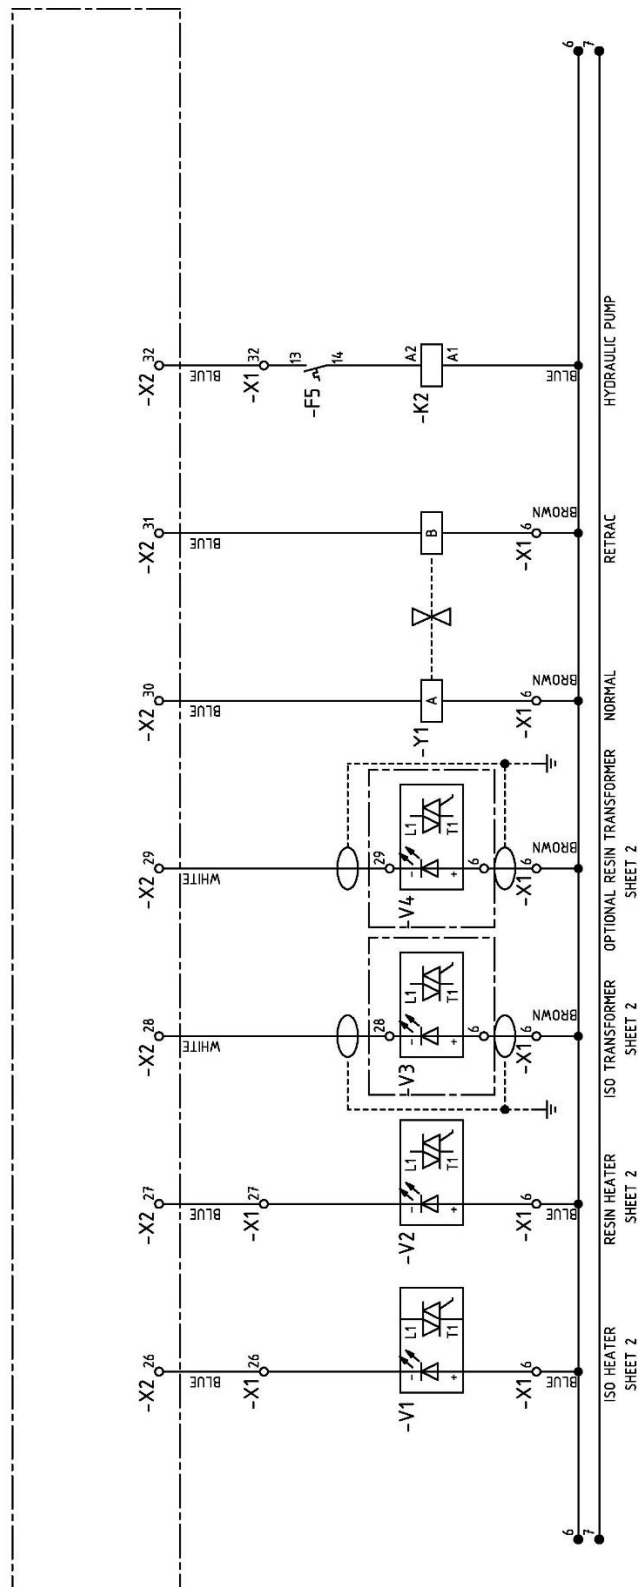 -X2 26
BLUE
-X1 26
-V1
L1
T1
-
+
-X1 6
BLUE
ISO HEATER
SHEET 2
-X2 27
BLUE
-X1 27
-V2
L1
T1
-
+
-X1 6
BLUE
RESIN HEATER
SHEET 2
-X2 28
WHITE
28
-V3
L1
T1
-
+
6
-X1 6
BROWN
ISO TRANSFORMER
SHEET 2
-X2 29
WHITE
29
-V4
L1
T1
-
+
6
-X1 6
BROWN
OPTIONAL RESIN TRANSFORMER
SHEET 2
-X2 30
BLUE
-Y1
A
-X1 6
BROWN
NORMAL
-X2 31
BLUE
B
-X1 6
BROWN
RETRAC
-X2 32
BLUE
-X1 32
13
-F5
14
A2
-K2
A1
BLUE
HYDRAULIC PUMP
6
7
6
7